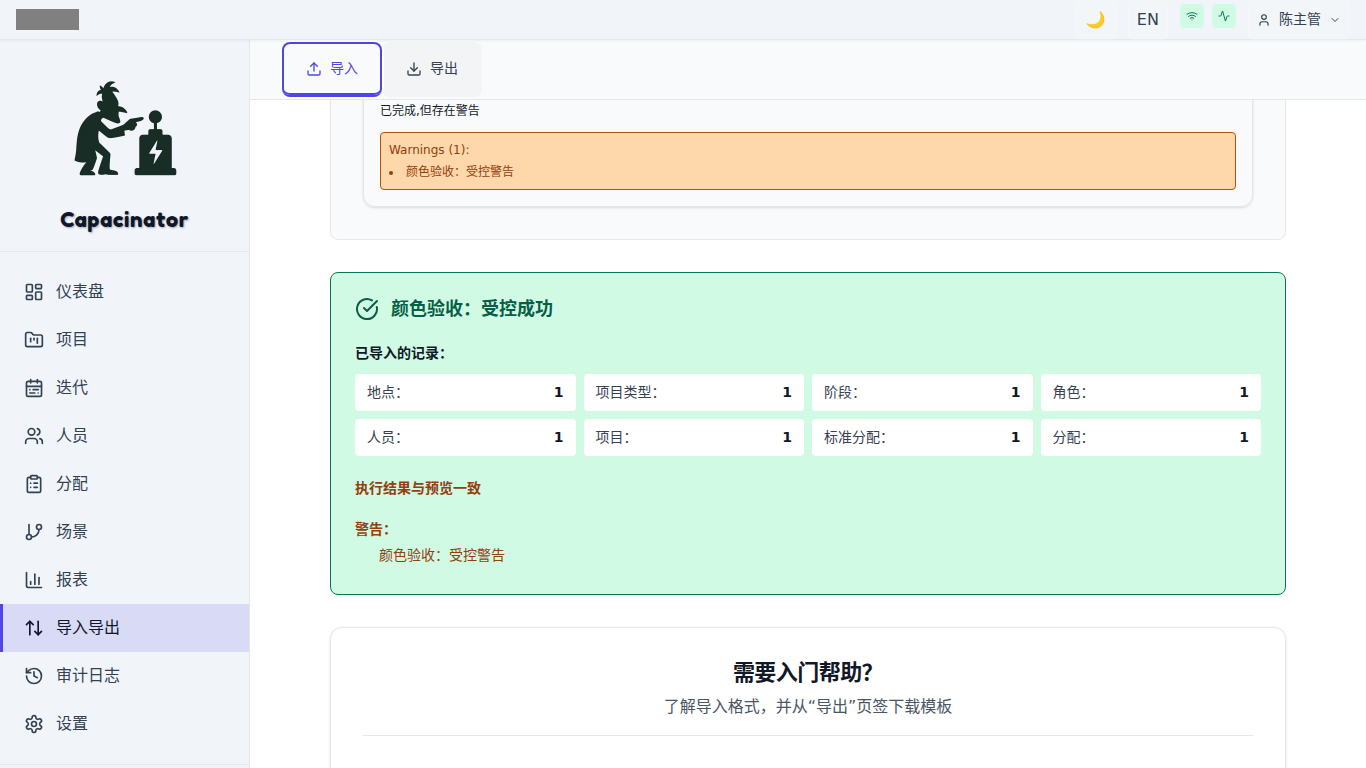 EN
陈主管
Capacinator
仪表盘
项目
迭代
人员
分配
场景
报表
导入导出
审计日志
设置
导入
导出
已完成,但存在警告
Warnings (1):
颜色验收：受控警告
颜色验收：受控成功
已导入的记录：
地点： 1
项目类型： 1
阶段： 1
角色： 1
人员： 1
项目： 1
标准分配： 1
分配： 1
执行结果与预览一致
警告：
颜色验收：受控警告
需要入门帮助？
了解导入格式，并从“导出”页签下载模板